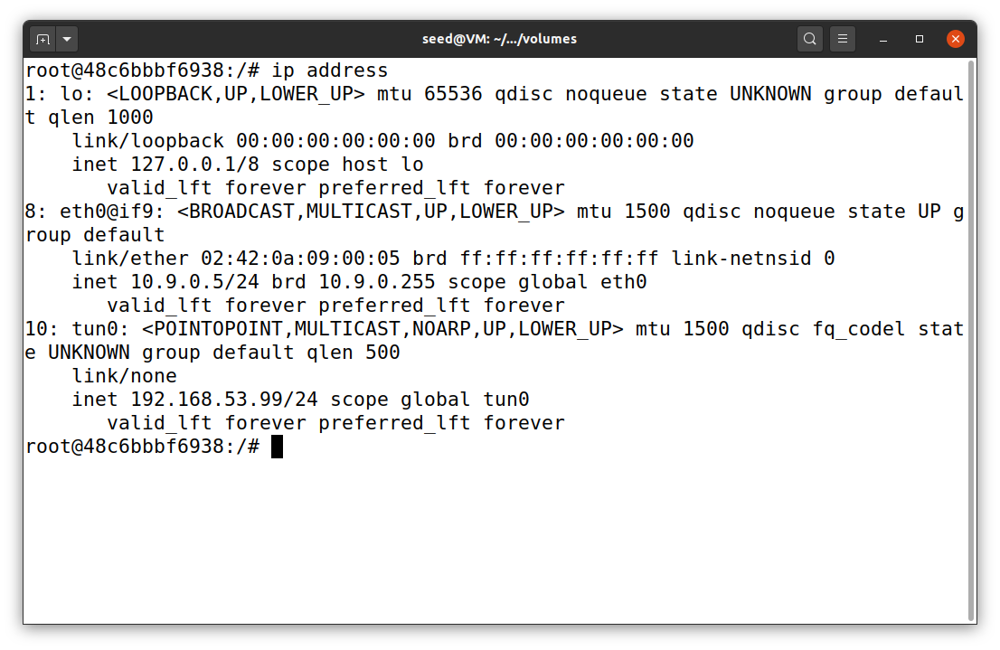 seed@VM: ~/.../volumes
root@48c6bbbf6938:/# ip address
1: lo: <LOOPBACK,UP,LOWER_UP> mtu 65536 qdisc noqueue state UNKNOWN group defaul
t qlen 1000
    link/loopback 00:00:00:00:00:00 brd 00:00:00:00:00:00
    inet 127.0.0.1/8 scope host lo
       valid_lft forever preferred_lft forever
8: eth0@if9: <BROADCAST,MULTICAST,UP,LOWER_UP> mtu 1500 qdisc noqueue state UP g
roup default
    link/ether 02:42:0a:09:00:05 brd ff:ff:ff:ff:ff:ff link-netnsid 0
    inet 10.9.0.5/24 brd 10.9.0.255 scope global eth0
       valid_lft forever preferred_lft forever
10: tun0: <POINTOPOINT,MULTICAST,NOARP,UP,LOWER_UP> mtu 1500 qdisc fq_codel stat
e UNKNOWN group default qlen 500
    link/none
    inet 192.168.53.99/24 scope global tun0
       valid_lft forever preferred_lft forever
root@48c6bbbf6938:/#